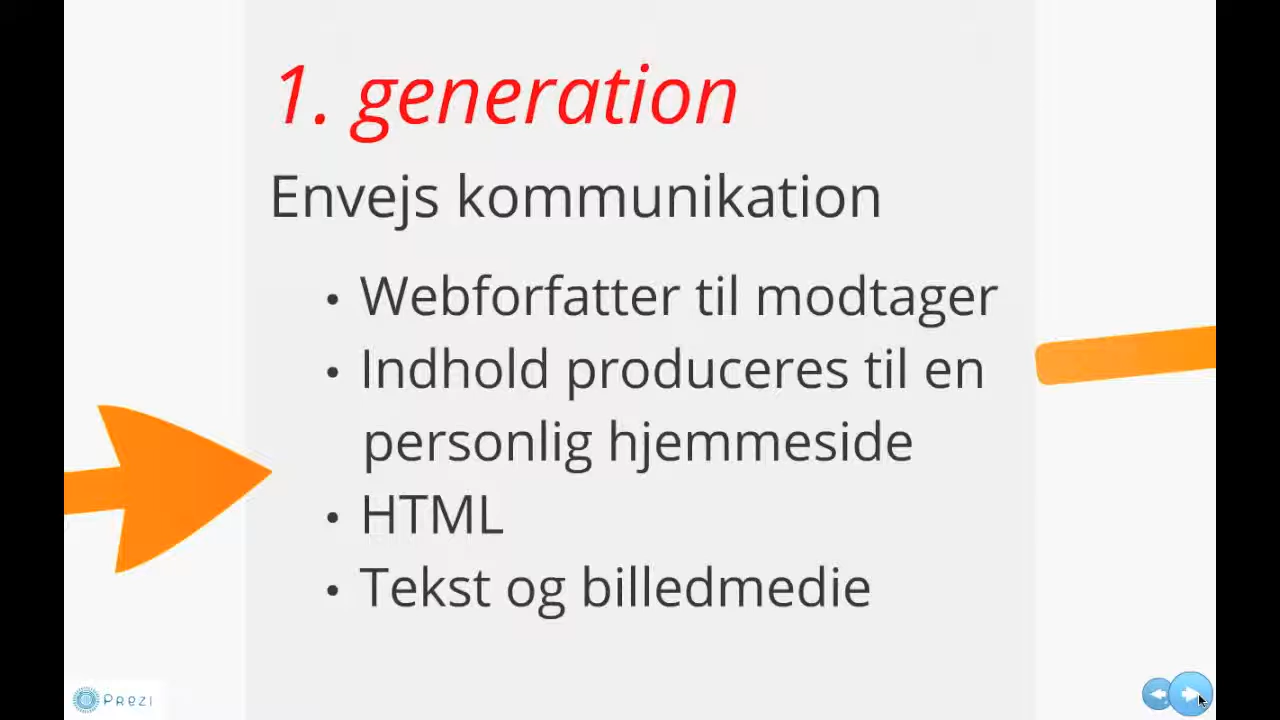 1. generation
Envejs kommunikation
• Webforfatter til modtager
• Indhold produceres til en
personlig hjemmeside
• HTML
• Tekst og billedmedie
PREZI